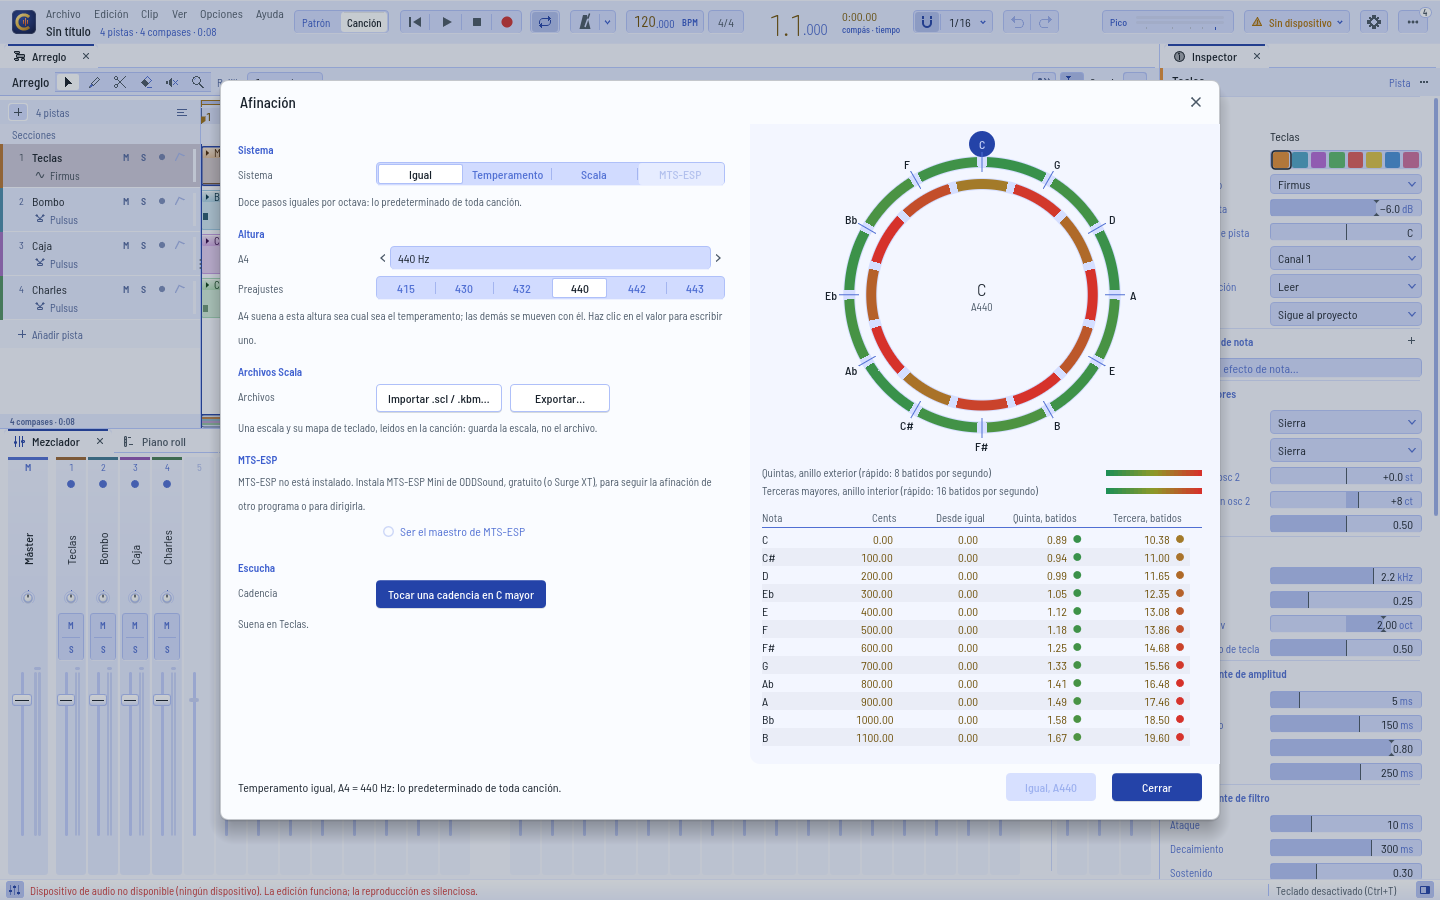 Archivo Edición Clip Ver Opciones Ayuda
Sin título 4 pistas · 4 compases · 0:08
Patrón Canción
120.000 BPM 4/4
1.1.000
0:00.00
compás · tiempo
1/16
Pico
Sin dispositivo
4
Arreglo
Inspector
Arreglo
Pista
4 pistas
1
Secciones
1 Teclas M S
Firmus
2 Bombo M S
Pulsus
3 Caja M S
Pulsus
4 Charles M S
Pulsus
Añadir pista
4 compases · 0:08
Mezclador Piano roll
M 1 2 3 4 5
Máster Teclas Bombo Caja Charles
M M M M
S S S S
Afinación
Sistema
Sistema Igual Temperamento Scala MTS-ESP
Doce pasos iguales por octava: lo predeterminado de toda canción.
Altura
A4 440 Hz
Preajustes 415 430 432 440 442 443
A4 suena a esta altura sea cual sea el temperamento; las demás se mueven con él. Haz clic en el valor para escribir
uno.
Archivos Scala
Archivos Importar .scl / .kbm... Exportar...
Una escala y su mapa de teclado, leídos en la canción: guarda la escala, no el archivo.
MTS-ESP
MTS-ESP no está instalado. Instala MTS-ESP Mini de ODDSound, gratuito (o Surge XT), para seguir la afinación de
otro programa o para dirigirla.
Ser el maestro de MTS-ESP
Escucha
Cadencia Tocar una cadencia en C mayor
Suena en Teclas.
C
F G
Bb D
Eb A
Ab E
C# B
F#
C
A440
Quintas, anillo exterior (rápido: 8 batidos por segundo)
Terceras mayores, anillo interior (rápido: 16 batidos por segundo)
Nota Cents Desde igual Quinta, batidos Tercera, batidos
C 0.00 0.00 0.89 10.38
C# 100.00 0.00 0.94 11.00
D 200.00 0.00 0.99 11.65
Eb 300.00 0.00 1.05 12.35
E 400.00 0.00 1.12 13.08
F 500.00 0.00 1.18 13.86
F# 600.00 0.00 1.25 14.68
G 700.00 0.00 1.33 15.56
Ab 800.00 0.00 1.41 16.48
A 900.00 0.00 1.49 17.46
Bb 1000.00 0.00 1.58 18.50
B 1100.00 0.00 1.67 19.60
Temperamento igual, A4 = 440 Hz: lo predeterminado de toda canción.
Igual, A440 Cerrar
Teclas
Firmus
−6.0 dB
e pista C
Canal 1
Leer
Sigue al proyecto
de nota
efecto de nota...
Sierra
Sierra
osc 2 +0.0 st
osc 2 +8 ct
0.50
2.2 kHz
0.25
2.00 oct
o de tecla 0.50
nte de amplitud
5 ms
150 ms
0.80
250 ms
nte de filtro
Ataque 10 ms
Decaimiento 300 ms
Sostenido 0.30
Dispositivo de audio no disponible (ningún dispositivo). La edición funciona; la reproducción es silenciosa.
Teclado desactivado (Ctrl+T)